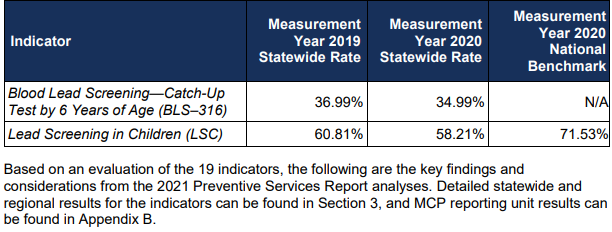 Indicator
Measurement
Year 2019
Statewide Rate
Measurement
Year 2020
Statewide Rate
Measurement
Year 2020
National
Benchmark
Blood Lead Screening—Catch-Up
Test by 6 Years of Age (BLS–316)
36.99%
34.99%
N/A
Lead Screening in Children (LSC)
60.81%
58.21%
71.53%
Based on an evaluation of the 19 indicators, the following are the key findings and
considerations from the 2021 Preventive Services Report analyses. Detailed statewide and
regional results for the indicators can be found in Section 3, and MCP reporting unit results can
be found in Appendix B.